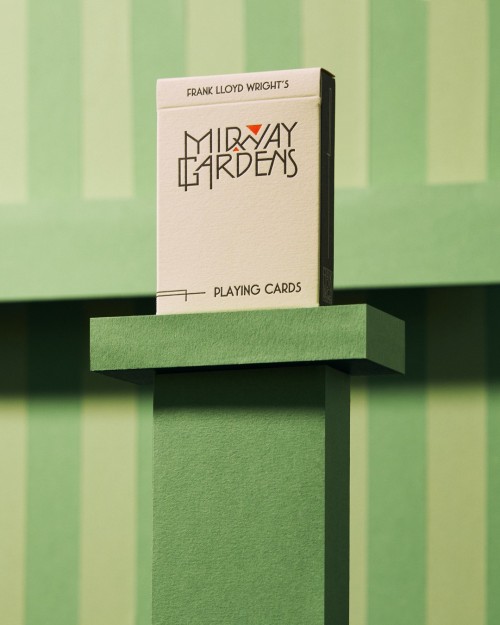 FRANK LLOYD WRIGHT'S
MIDWAY
GARDENS
PLAYING CARDS